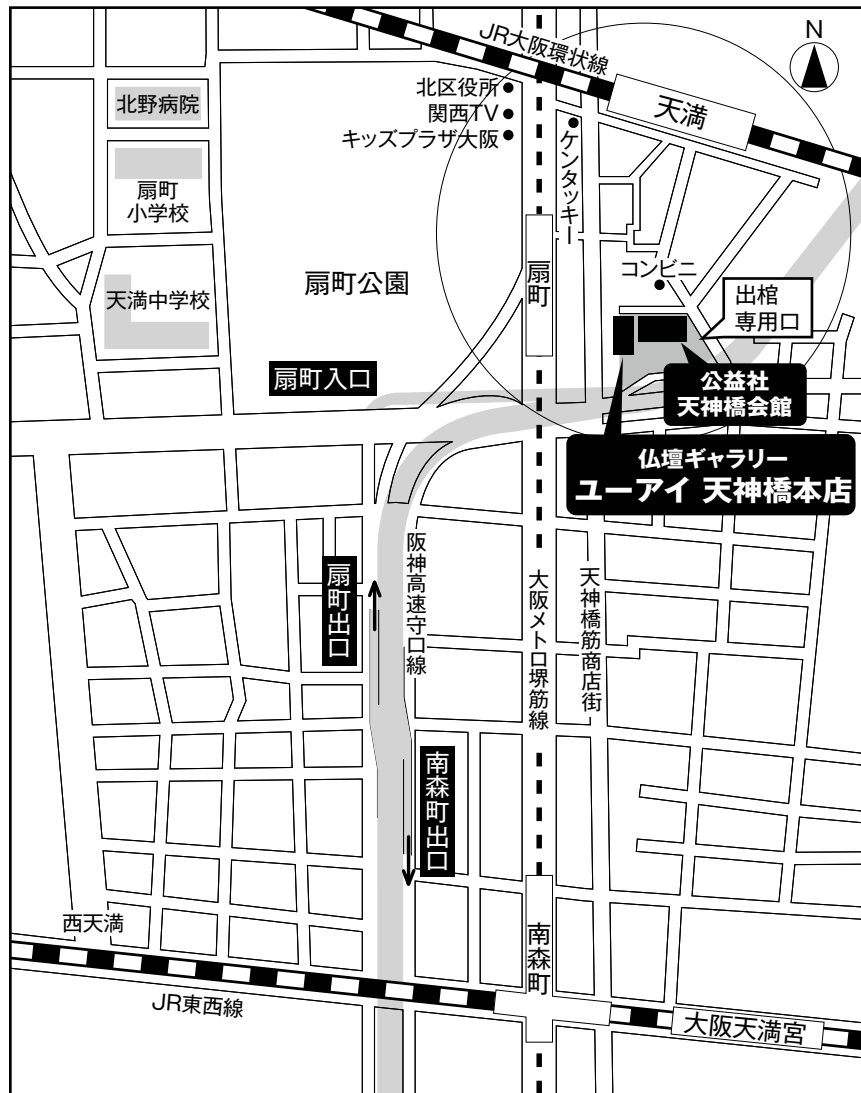 JR大阪環状線
N
北区役所
関西TV
キッズプラザ大阪
天満
北野病院
ケンタッキー
扇町
小学校
天満中学校
扇町公園
扇町
コンビニ
出棺
専用口
扇町入口
公益社
天神橋会館
仏壇ギャラリー
ユーアイ 天神橋本店
扇町出口
阪神高速守口線
大阪メトロ堺筋線
天神橋筋商店街
南森町出口
西天満
JR東西線
南森町
大阪天満宮